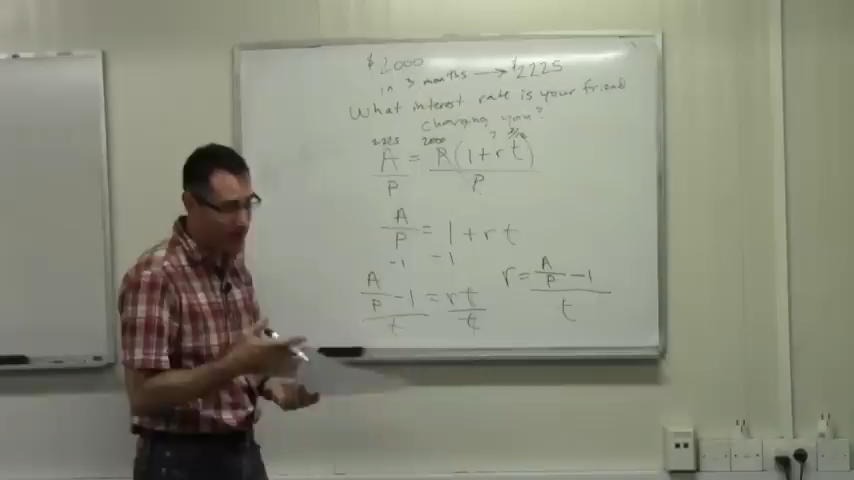 $2000
in 3 months → $2225
What interest rate is your friend
charging you?
2225 2000 ? 3/12
A/P = P(1+rt)/P
A/P = 1+rt
-1 -1
(A/P -1)/t = rt/t
r = (A/P -1)/t